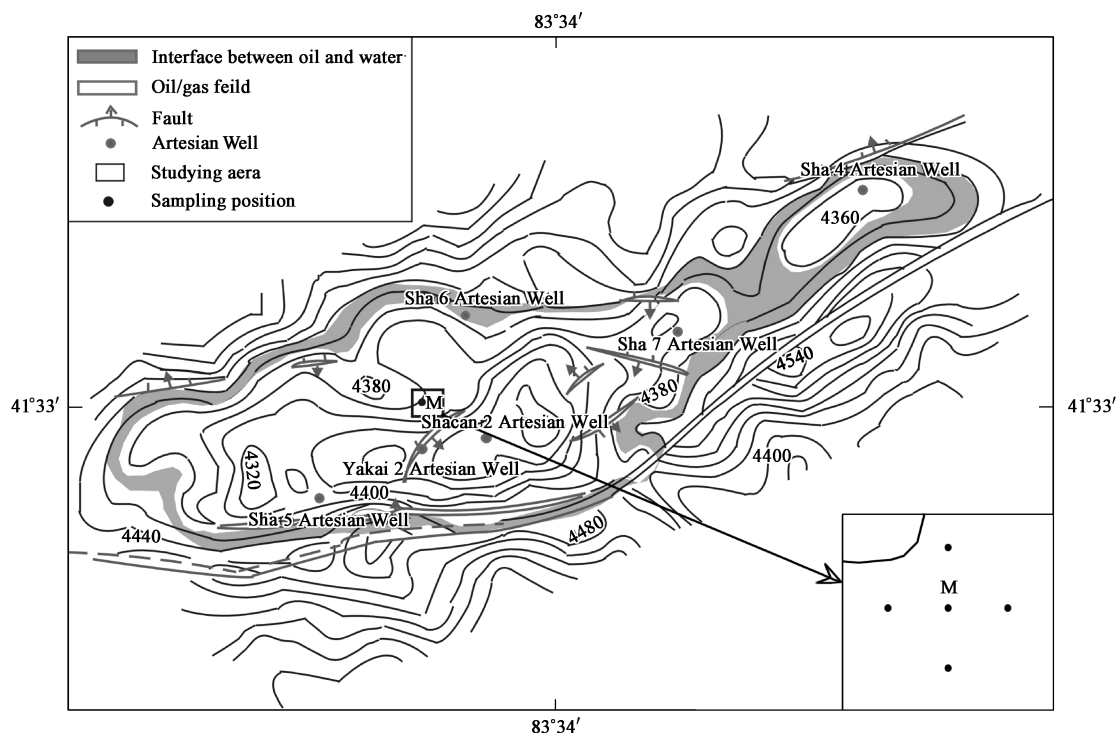 83°34′
Interface between oil and water
Oil/gas feild
Fault
Artesian Well
Studying aera
Sampling position
Sha 4 Artesian Well
4360
Sha 6 Artesian Well
Sha 7 Artesian Well
4540
4380
4380
M
41°33′
41°33′
Shacan 2 Artesian Well
4320
Yakai 2 Artesian Well
4400
4400
Sha 5 Artesian Well
4440
4480
M
83°34′